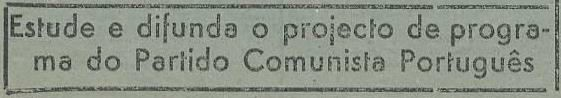 Estude e difunda o projecto de progra-
ma do Partido Comunista Português